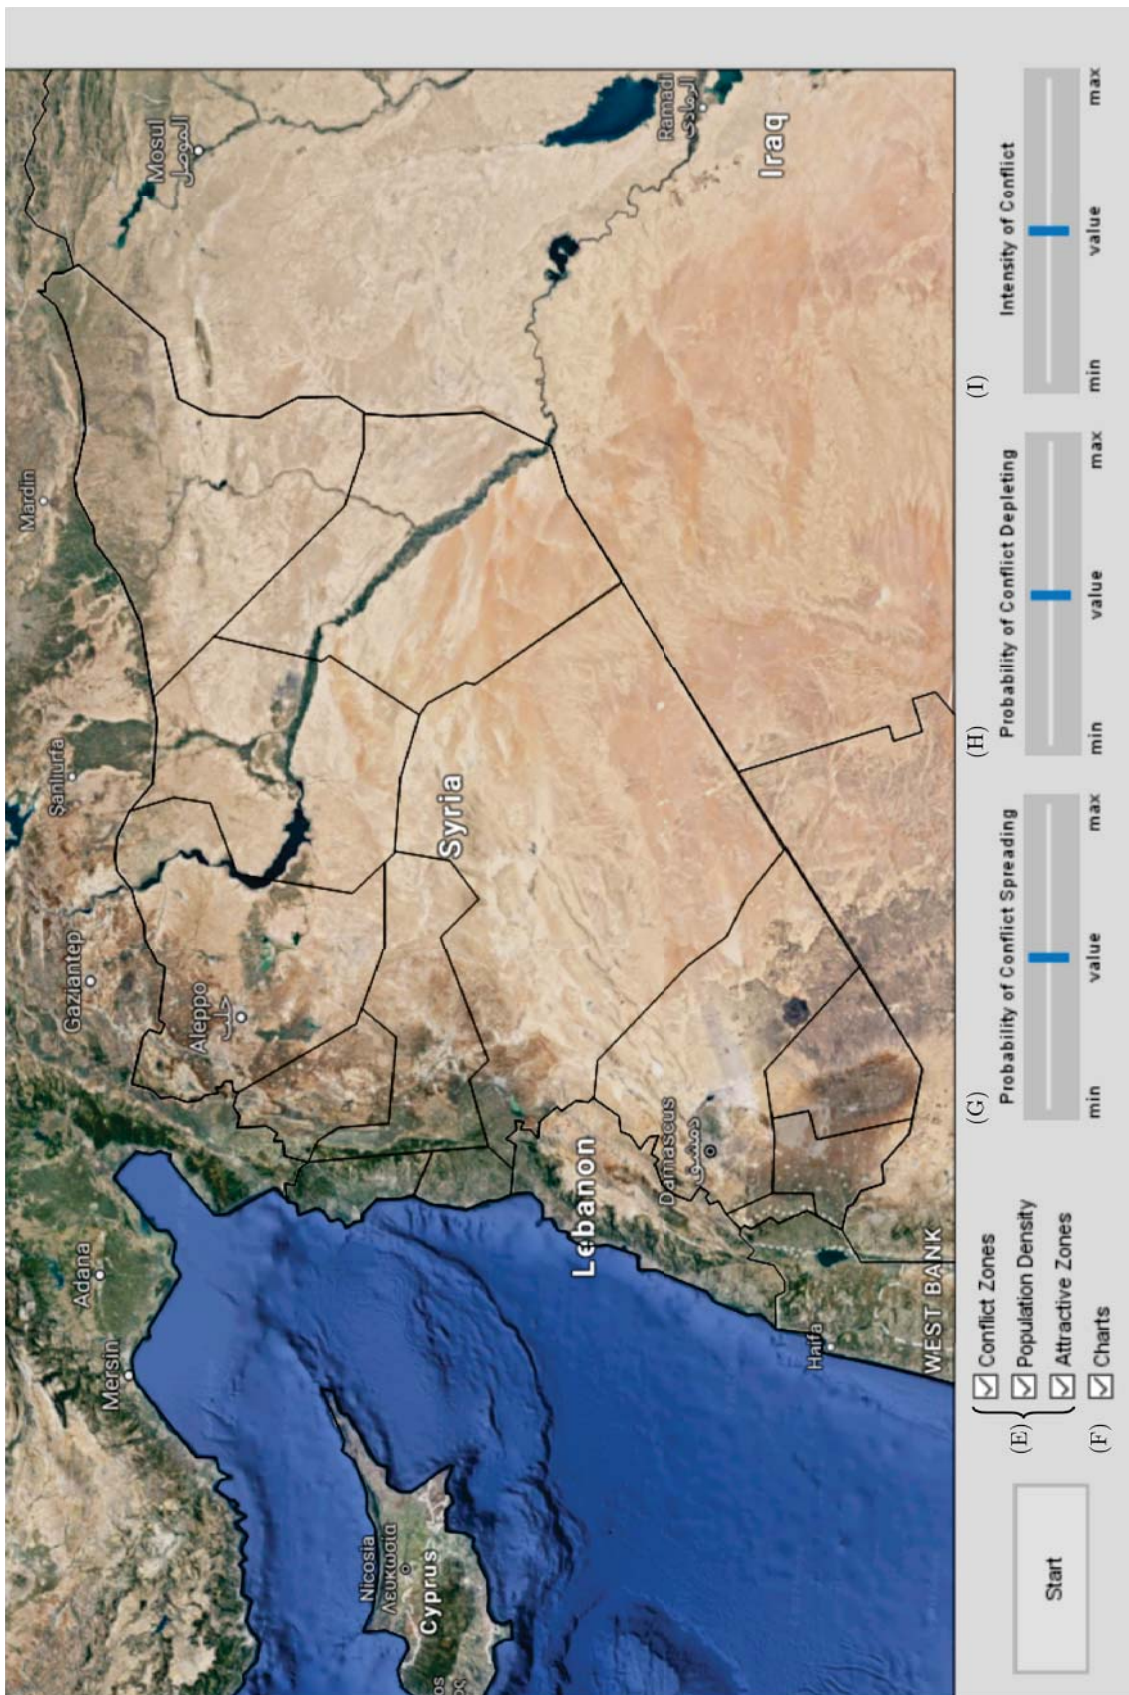 Mersin
Adana
Gaziantep
Sanliurfa
Mardin
Aleppo
حلب
Mosul
الموصل
Nicosia
Λευκωσία
Cyprus
Syria
Lebanon
Damascus
دمشق
Ramadi
الرمادي
Iraq
Haifa
WEST BANK
Start
(E)
Conflict Zones
Population Density
Attractive Zones
(F)
Charts
(G)
Probability of Conflict Spreading
min value max
(H)
Probability of Conflict Depleting
min value max
(I)
Intensity of Conflict
min value max